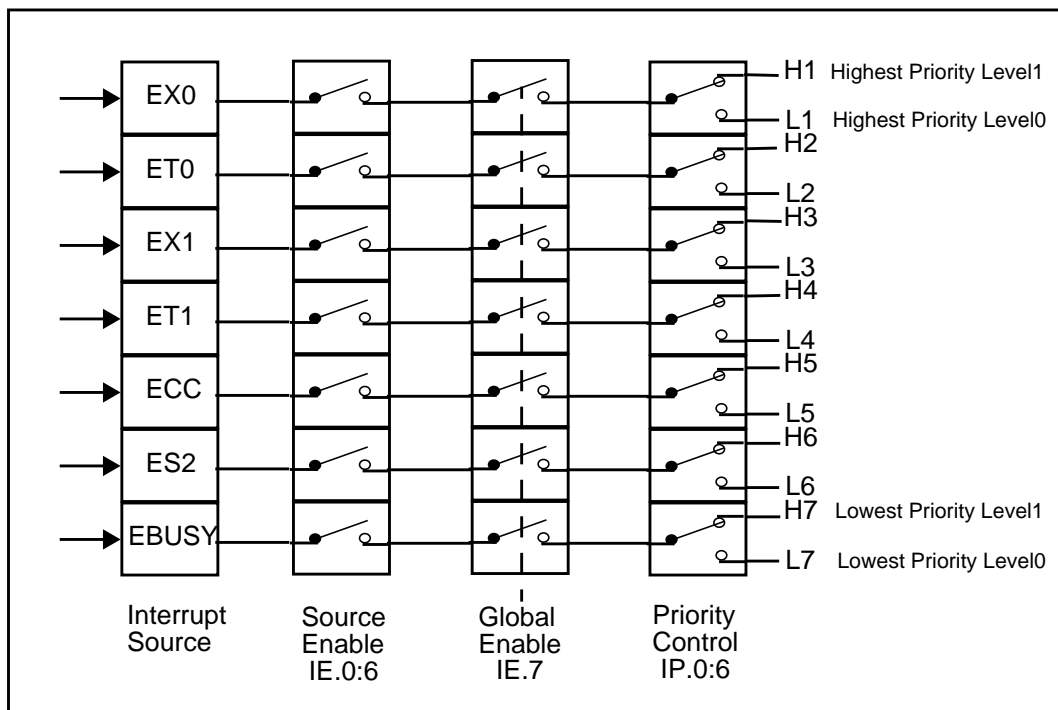 EX0
H1 Highest Priority Level1
L1 Highest Priority Level0
ET0
H2
L2
EX1
H3
L3
ET1
H4
L4
ECC
H5
L5
ES2
H6
L6
EBUSY
H7 Lowest Priority Level1
L7 Lowest Priority Level0
Interrupt
Source
Source
Enable
IE.0:6
Global
Enable
IE.7
Priority
Control
IP.0:6